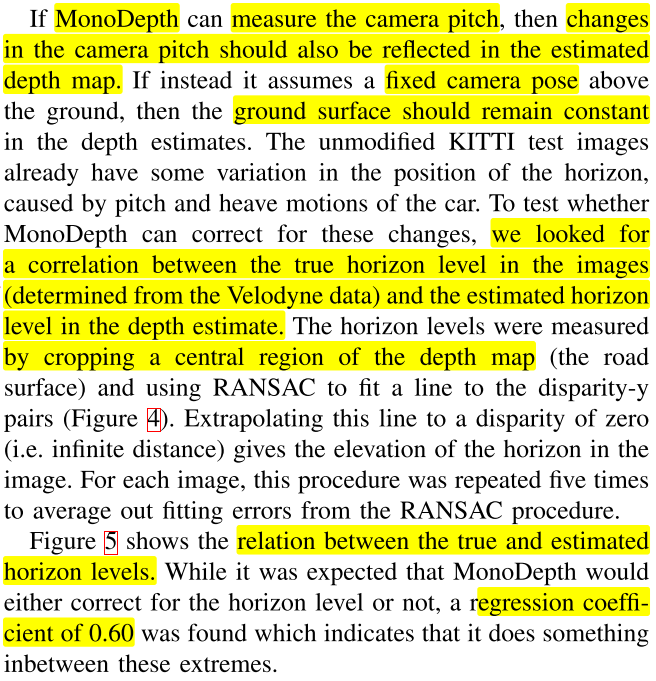 If MonoDepth can measure the camera pitch, then changes
in the camera pitch should also be reflected in the estimated
depth map. If instead it assumes a fixed camera pose above
the ground, then the ground surface should remain constant
in the depth estimates. The unmodified KITTI test images
already have some variation in the position of the horizon,
caused by pitch and heave motions of the car. To test whether
MonoDepth can correct for these changes, we looked for
a correlation between the true horizon level in the images
(determined from the Velodyne data) and the estimated horizon
level in the depth estimate. The horizon levels were measured
by cropping a central region of the depth map (the road
surface) and using RANSAC to fit a line to the disparity-y
pairs (Figure 4). Extrapolating this line to a disparity of zero
(i.e. infinite distance) gives the elevation of the horizon in the
image. For each image, this procedure was repeated five times
to average out fitting errors from the RANSAC procedure.
Figure 5 shows the relation between the true and estimated
horizon levels. While it was expected that MonoDepth would
either correct for the horizon level or not, a regression coeffi-
cient of 0.60 was found which indicates that it does something
inbetween these extremes.